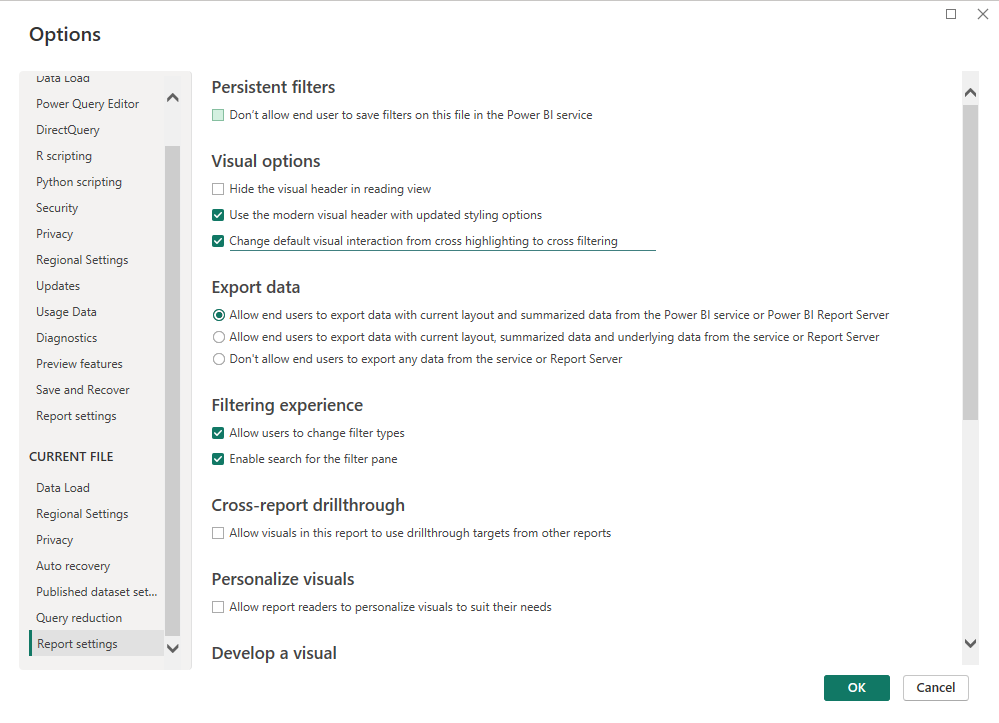 Options
Data Load
Power Query Editor
DirectQuery
R scripting
Python scripting
Security
Privacy
Regional Settings
Updates
Usage Data
Diagnostics
Preview features
Save and Recover
Report settings
CURRENT FILE
Data Load
Regional Settings
Privacy
Auto recovery
Published dataset set...
Query reduction
Report settings
Persistent filters
Don't allow end user to save filters on this file in the Power BI service
Visual options
Hide the visual header in reading view
Use the modern visual header with updated styling options
Change default visual interaction from cross highlighting to cross filtering
Export data
Allow end users to export data with current layout and summarized data from the Power BI service or Power BI Report Server
Allow end users to export data with current layout, summarized data and underlying data from the service or Report Server
Don't allow end users to export any data from the service or Report Server
Filtering experience
Allow users to change filter types
Enable search for the filter pane
Cross-report drillthrough
Allow visuals in this report to use drillthrough targets from other reports
Personalize visuals
Allow report readers to personalize visuals to suit their needs
Develop a visual
OK
Cancel